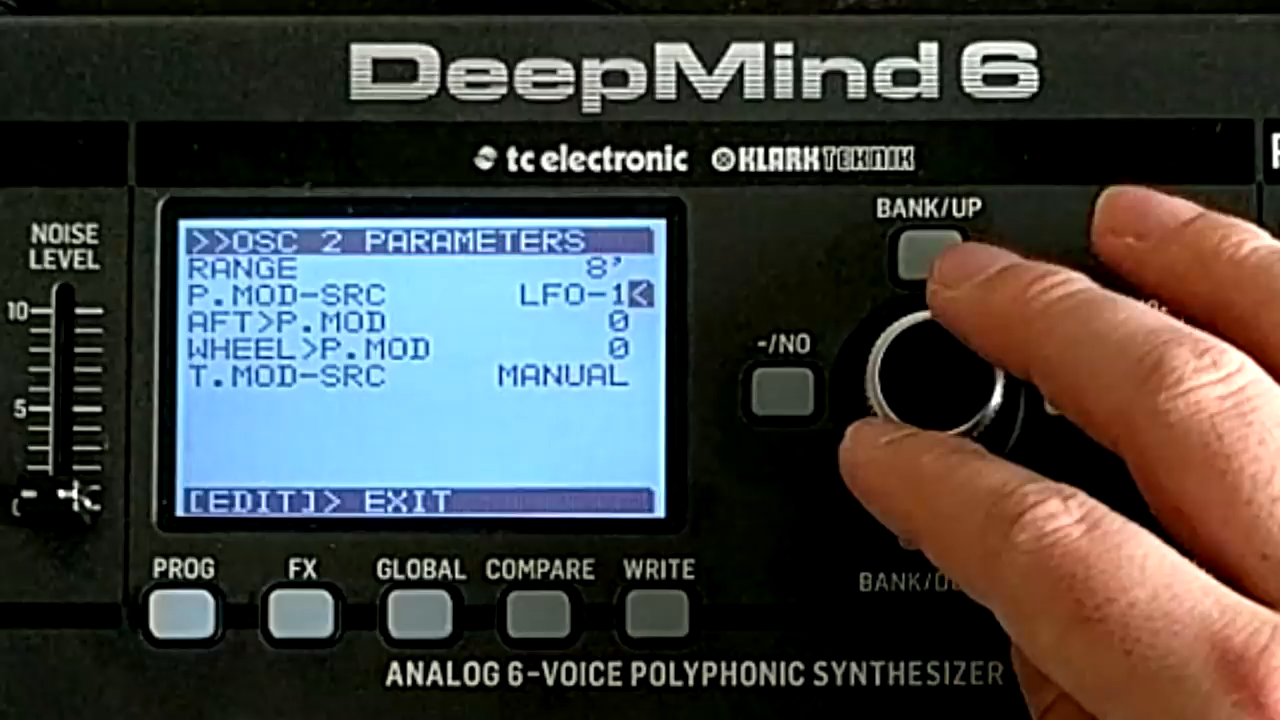 DeepMind 6
tc electronic KLARK TEKNIK
NOISE
LEVEL
10
5
BANK/UP
-/NO
>>OSC 2 PARAMETERS
RANGE 8'
P.MOD-SRC LFO-1<
AFT>P.MOD 0
WHEEL>P.MOD 0
T.MOD-SRC MANUAL
[EDIT]> EXIT
PROG FX GLOBAL COMPARE WRITE
ANALOG 6-VOICE POLYPHONIC SYNTHESIZER